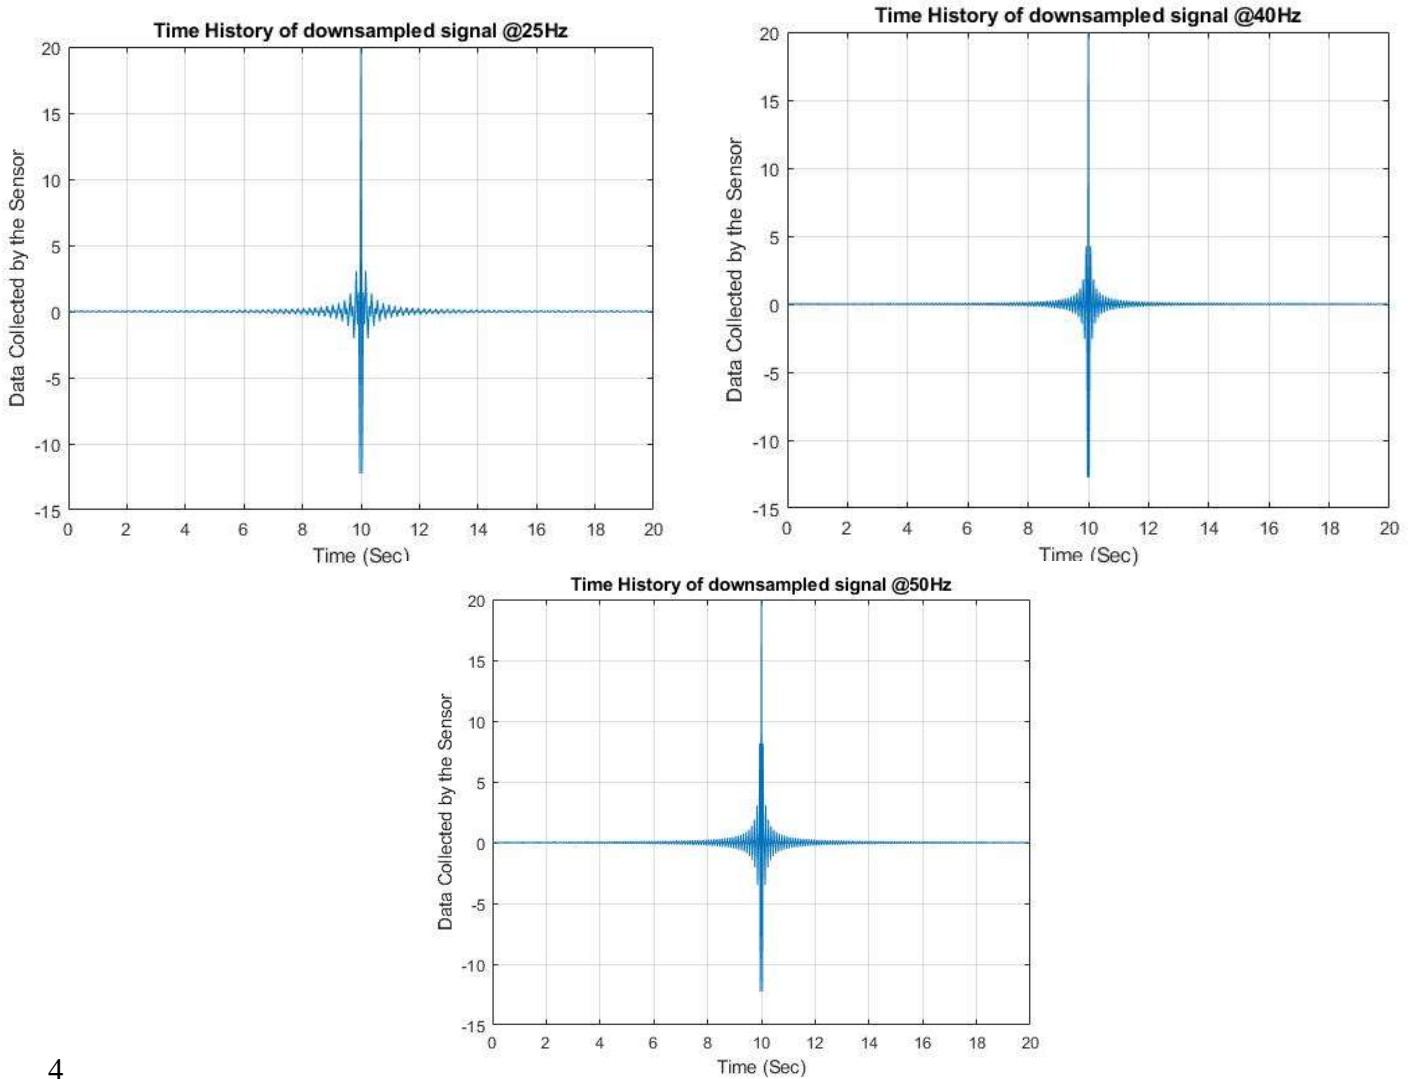 Time History of downsampled signal @25Hz
20
15
10
5
0
-5
-10
-15
Data Collected by the Sensor
0 2 4 6 8 10 12 14 16 18 20
Time (Sec)
Time History of downsampled signal @40Hz
20
15
10
5
0
-5
-10
-15
Data Collected by the Sensor
0 2 4 6 8 10 12 14 16 18 20
Time (Sec)
Time History of downsampled signal @50Hz
20
15
10
5
0
-5
-10
-15
Data Collected by the Sensor
0 2 4 6 8 10 12 14 16 18 20
Time (Sec)
4